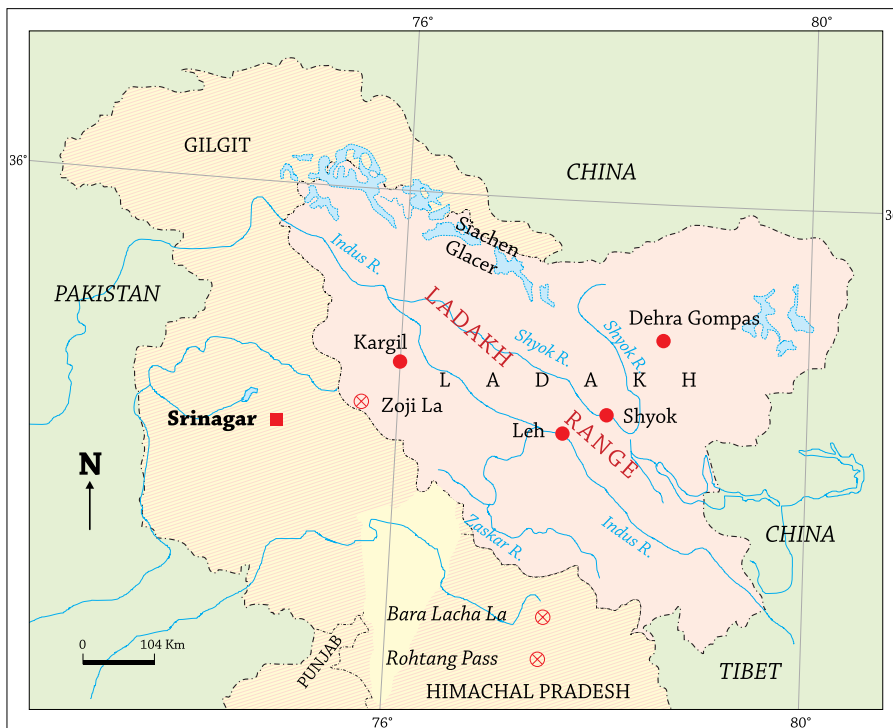 76°
80°
36°
GILGIT
CHINA
Siachen
Glacer
Indus R.
PAKISTAN
LADAKH
Dehra Gompas
Shyok R.
Shyok R.
Kargil
L A D A K H
Zoji La
Srinagar
Shyok
Leh
RANGE
N
Zaskar R.
Indus R.
CHINA
Bara Lacha La
0 104 Km
PUNJAB
Rohtang Pass
TIBET
HIMACHAL PRADESH
76°
80°